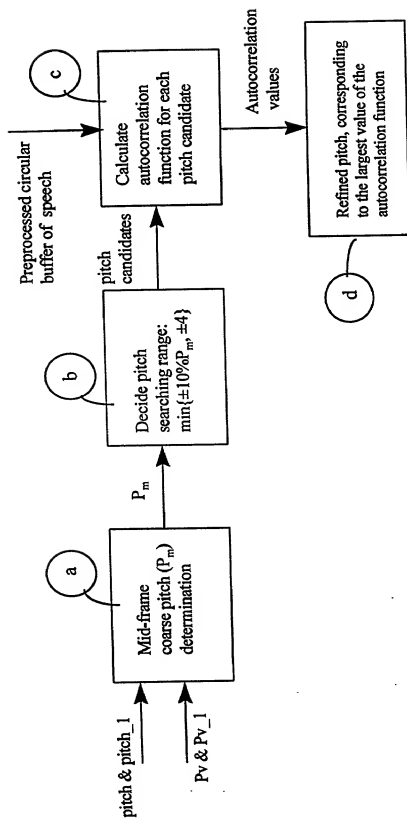 pitch & pitch_1
Pv & Pv_1
a
Mid-frame
coarse pitch (Pm)
determination
Pm
b
Decide pitch
searching range:
min{±10%Pm, ±4}
pitch
candidates
Preprocessed circular
buffer of speech
c
Calculate
autocorrelation
function for each
pitch candidate
Autocorrelation
values
d
Refined pitch, corresponding
to the largest value of the
autocorrelation function